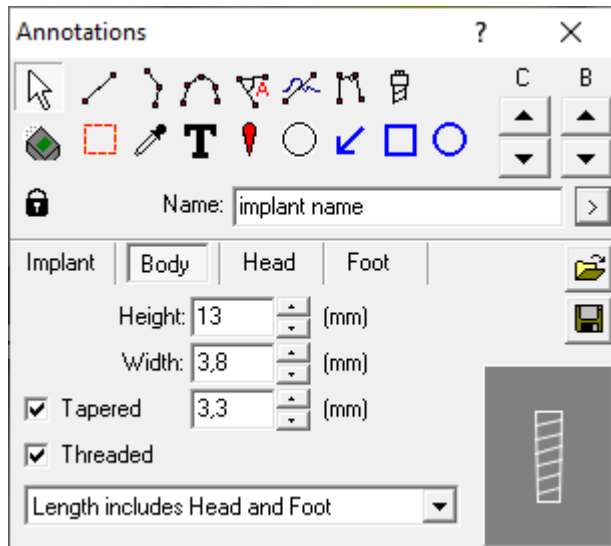 Annotations ?
C B
A
T
Name: implant name >
Implant Body Head Foot
Height: 13 (mm)
Width: 3,8 (mm)
Tapered 3,3 (mm)
Threaded
Length includes Head and Foot